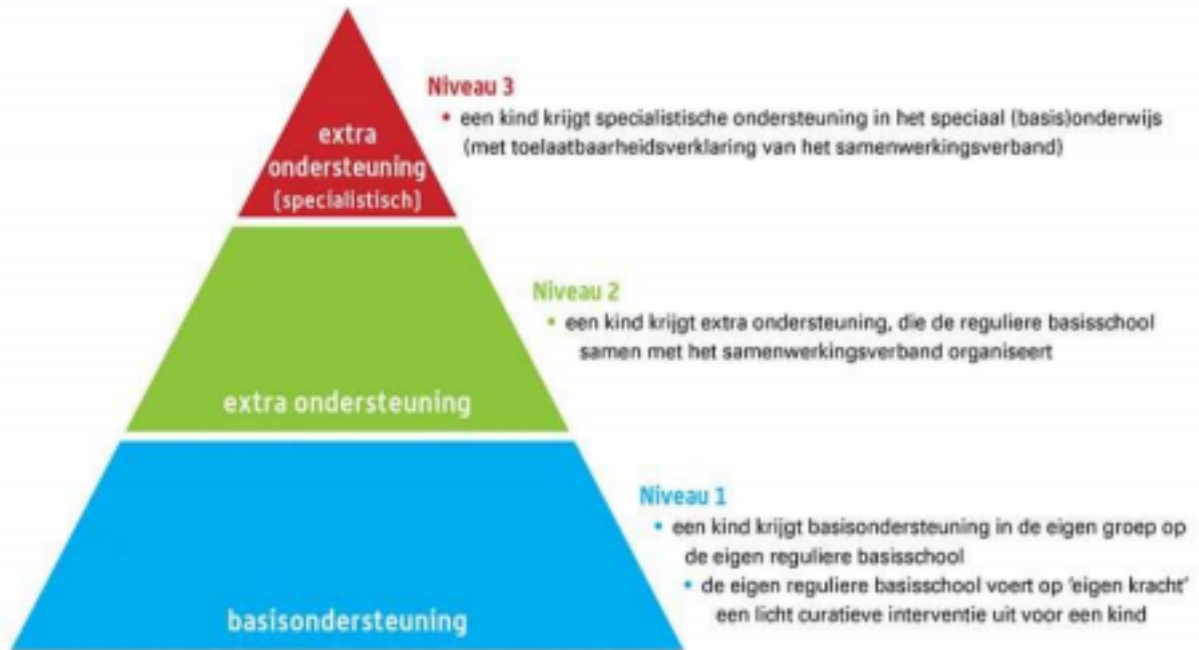 Niveau 3
• een kind krijgt specialistische ondersteuning in het speciaal (basis)onderwijs
(met toelaatbaarheidsverklaring van het samenwerkingsverband)
extra
ondersteuning
(specialistisch)
Niveau 2
• een kind krijgt extra ondersteuning, die de reguliere basisschool
samen met het samenwerkingsverband organiseert
extra ondersteuning
Niveau 1
• een kind krijgt basisondersteuning in de eigen groep op
de eigen reguliere basisschool
• de eigen reguliere basisschool voert op 'eigen kracht'
een licht curatieve interventie uit voor een kind
basisondersteuning